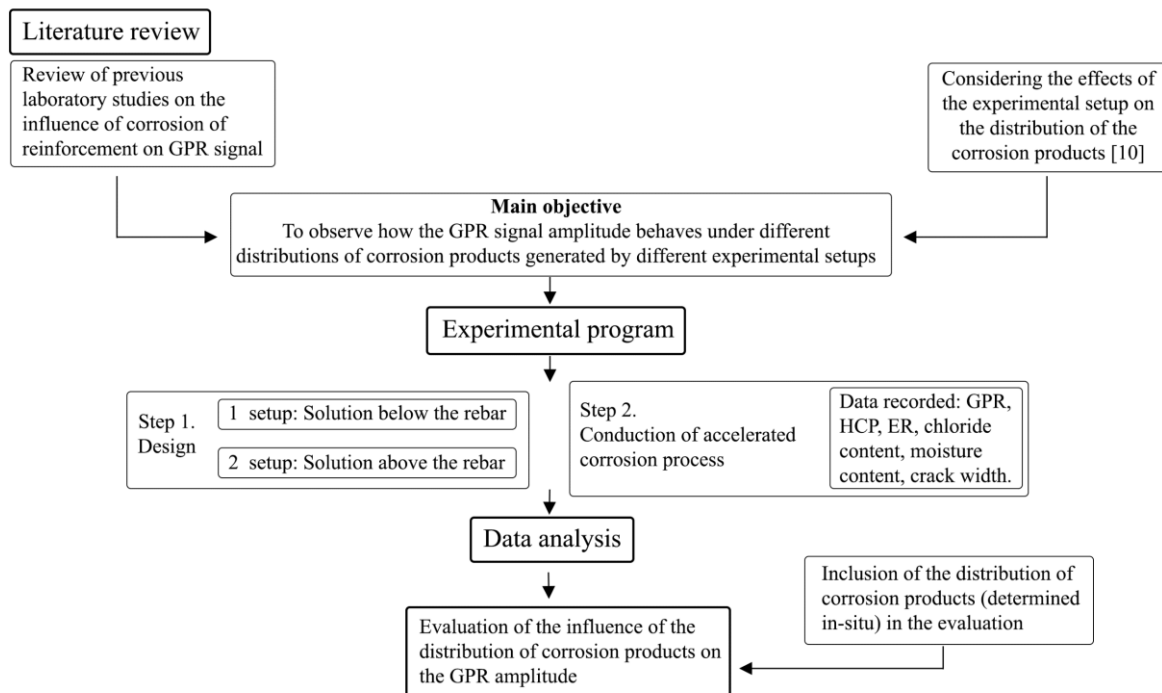 Literature review
Review of previous
laboratory studies on the
influence of corrosion of
reinforcement on GPR signal
Considering the effects of
the experimental setup on
the distribution of the
corrosion products [10]
Main objective
To observe how the GPR signal amplitude behaves under different
distributions of corrosion products generated by different experimental setups
Experimental program
Step 1.
Design
1 setup: Solution below the rebar
2 setup: Solution above the rebar
Step 2.
Conduction of accelerated
corrosion process
Data recorded: GPR,
HCP, ER, chloride
content, moisture
content, crack width.
Data analysis
Inclusion of the distribution of
corrosion products (determined
in-situ) in the evaluation
Evaluation of the influence of the
distribution of corrosion products on
the GPR amplitude